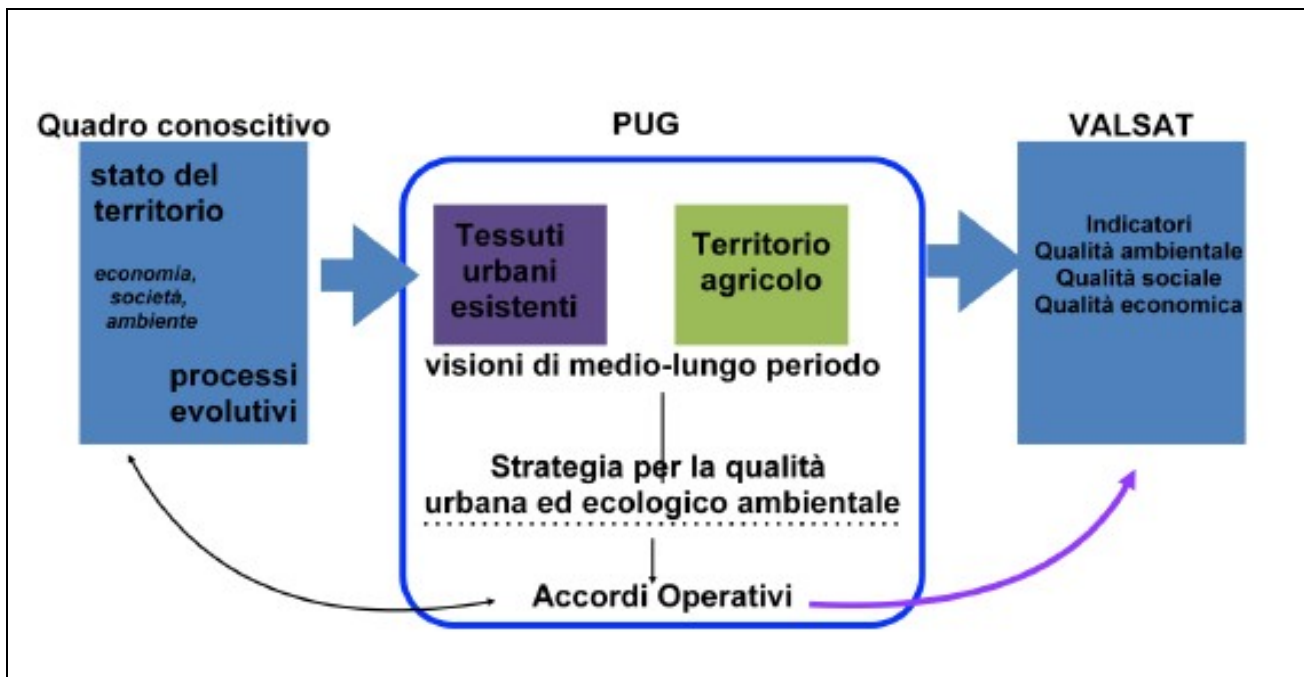 Quadro conoscitivo
stato del
territorio
economia,
società,
ambiente
processi
evolutivi
PUG
Tessuti
urbani
esistenti
Territorio
agricolo
visioni di medio-lungo periodo
Strategia per la qualità
urbana ed ecologico ambientale
Accordi Operativi
VALSAT
Indicatori
Qualità ambientale
Qualità sociale
Qualità economica